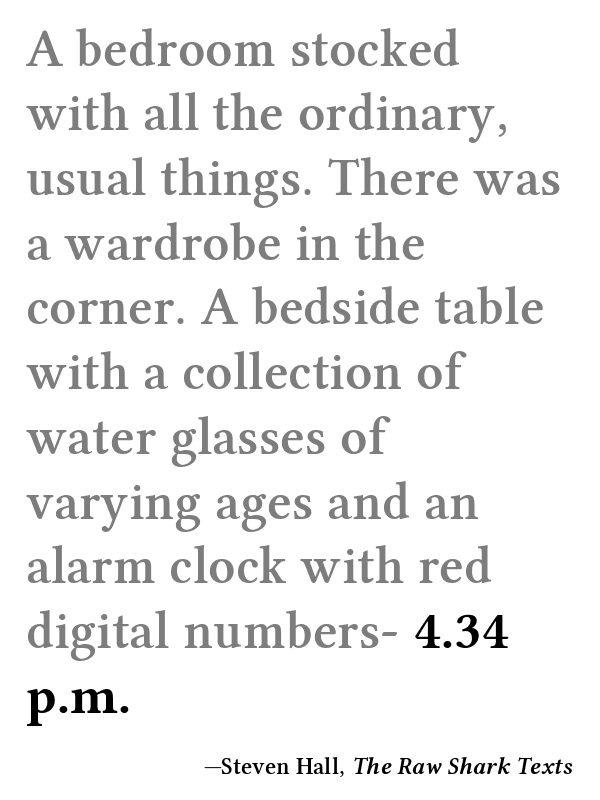 A bedroom stocked
with all the ordinary,
usual things. There was
a wardrobe in the
corner. A bedside table
with a collection of
water glasses of
varying ages and an
alarm clock with red
digital numbers- 4.34
p.m.
—Steven Hall, The Raw Shark Texts